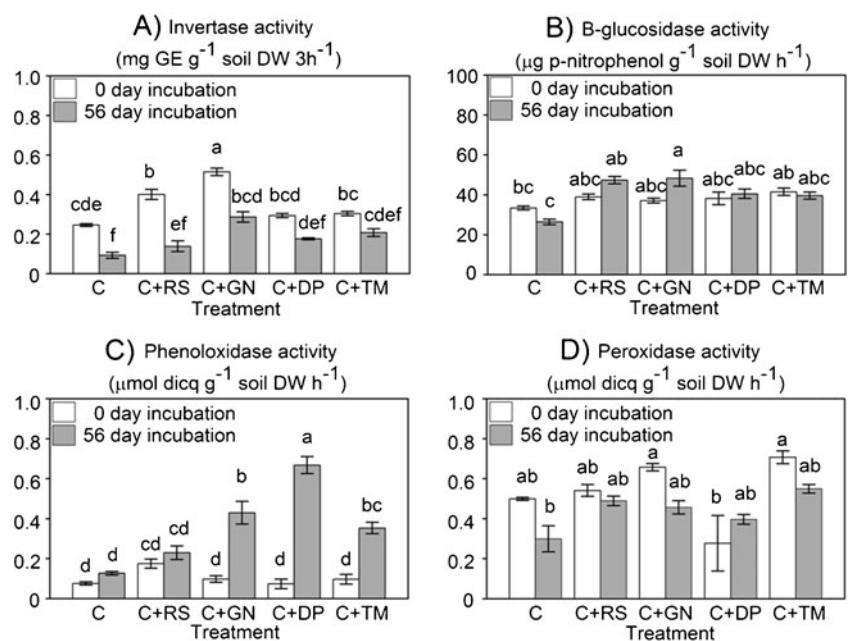 A) Invertase activity
(mg GE g⁻¹ soil DW 3h⁻¹)
1.0
0.8
0.6
0.4
0.2
0
0 day incubation
56 day incubation
cde
f
b
ef
a
bcd
bcd
def
bc
cdef
C C+RS C+GN C+DP C+TM
Treatment
B) B-glucosidase activity
(μg p-nitrophenol g⁻¹ soil DW h⁻¹)
100
80
60
40
20
0
0 day incubation
56 day incubation
bc
c
abc
ab
abc
a
abc
abc
ab
abc
C C+RS C+GN C+DP C+TM
Treatment
C) Phenoloxidase activity
(μmol dicq g⁻¹ soil DW h⁻¹)
1.0
0.8
0.6
0.4
0.2
0
0 day incubation
56 day incubation
d
d
cd
cd
d
b
d
a
d
bc
C C+RS C+GN C+DP C+TM
Treatment
D) Peroxidase activity
(μmol dicq g⁻¹ soil DW h⁻¹)
1.0
0.8
0.6
0.4
0.2
0
0 day incubation
56 day incubation
ab
b
ab
ab
a
ab
b
ab
a
ab
C C+RS C+GN C+DP C+TM
Treatment